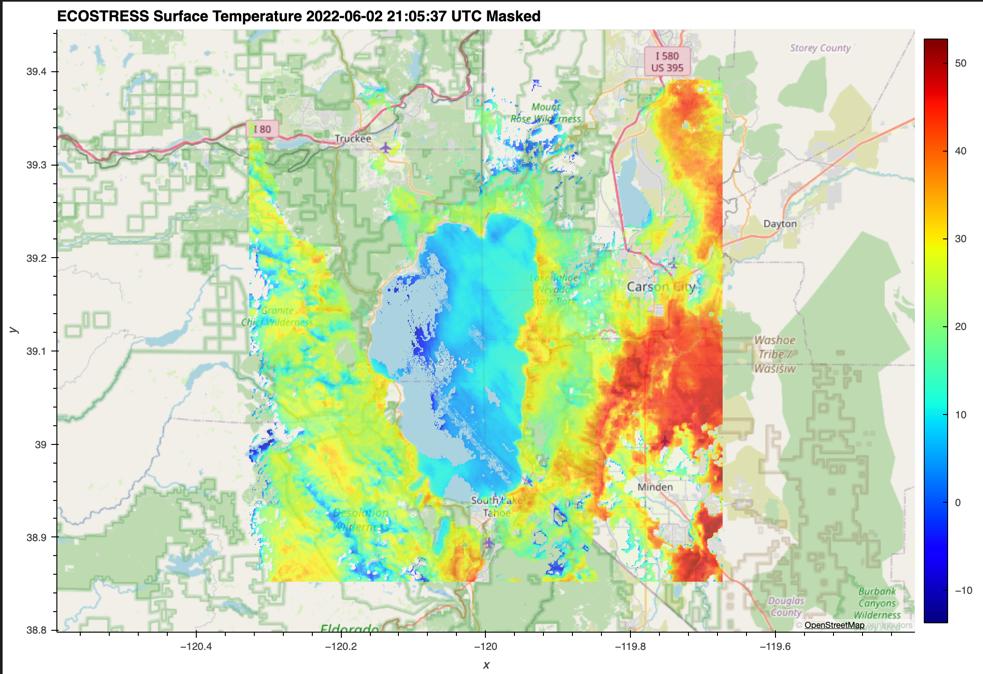 ECOSTRESS Surface Temperature 2022-06-02 21:05:37 UTC Masked
Storey County
I 580
US 395
39.4
50
Mount
Rose Wilderness
I 80
Truckee
40
39.3
Dayton
30
39.2
Carson City
Granite
Chief Wilderness
20
Washoe
Tribe /
Wašišiw
y
39.1
10
39
Minden
South Lake
Tahoe
0
Desolation
Wilderness
38.9
−10
Douglas
County
Burbank
Canyons
Wilderness
Eldorado
© OpenStreetMap contributors
38.8
−120.4
−120.2
−120
−119.8
−119.6
x